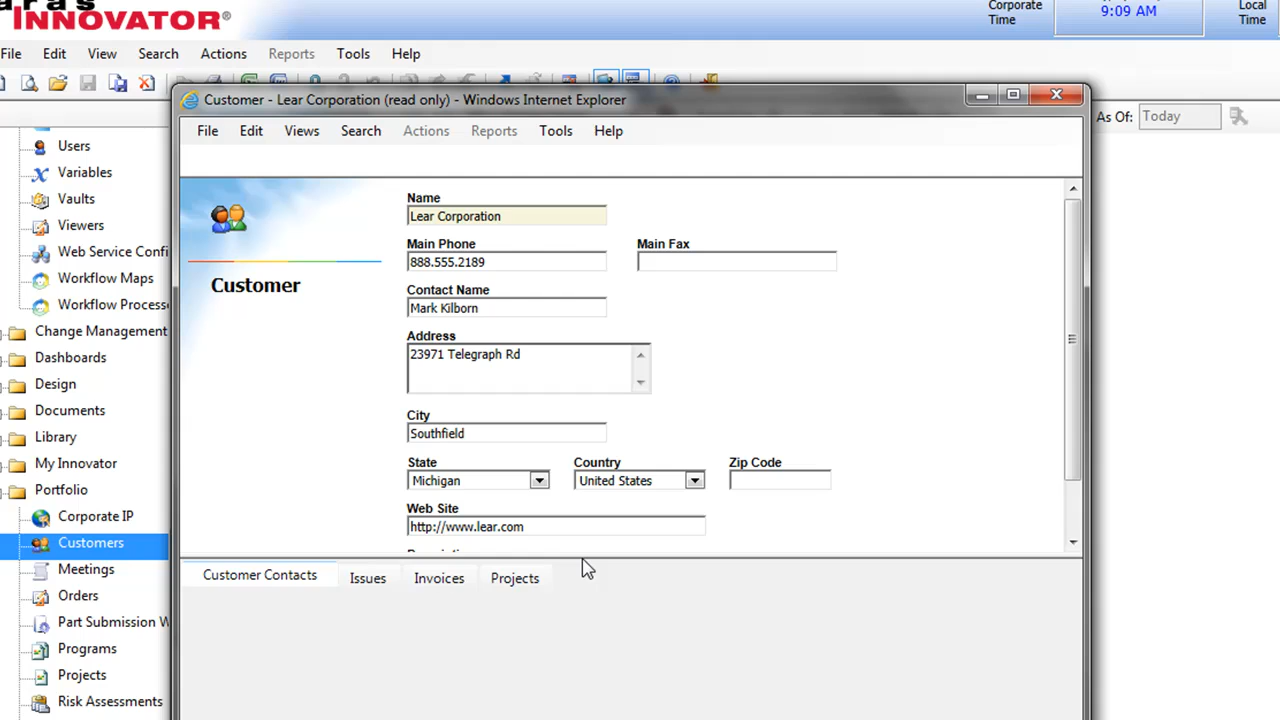 aras
INNOVATOR®
Corporate
Time
9:09 AM
Local
Time
File Edit View Search Actions Reports Tools Help
Customer - Lear Corporation (read only) - Windows Internet Explorer
As Of: Today
File Edit Views Search Actions Reports Tools Help
Users
Variables
Vaults
Viewers
Web Service Confi
Workflow Maps
Workflow Processe
Change Management
Dashboards
Design
Documents
Library
My Innovator
Portfolio
Corporate IP
Customers
Meetings
Orders
Part Submission W
Programs
Projects
Risk Assessments
Customer
Name
Lear Corporation
Main Phone Main Fax
888.555.2189
Contact Name
Mark Kilborn
Address
23971 Telegraph Rd
City
Southfield
State Country Zip Code
Michigan United States
Web Site
http://www.lear.com
Customer Contacts Issues Invoices Projects